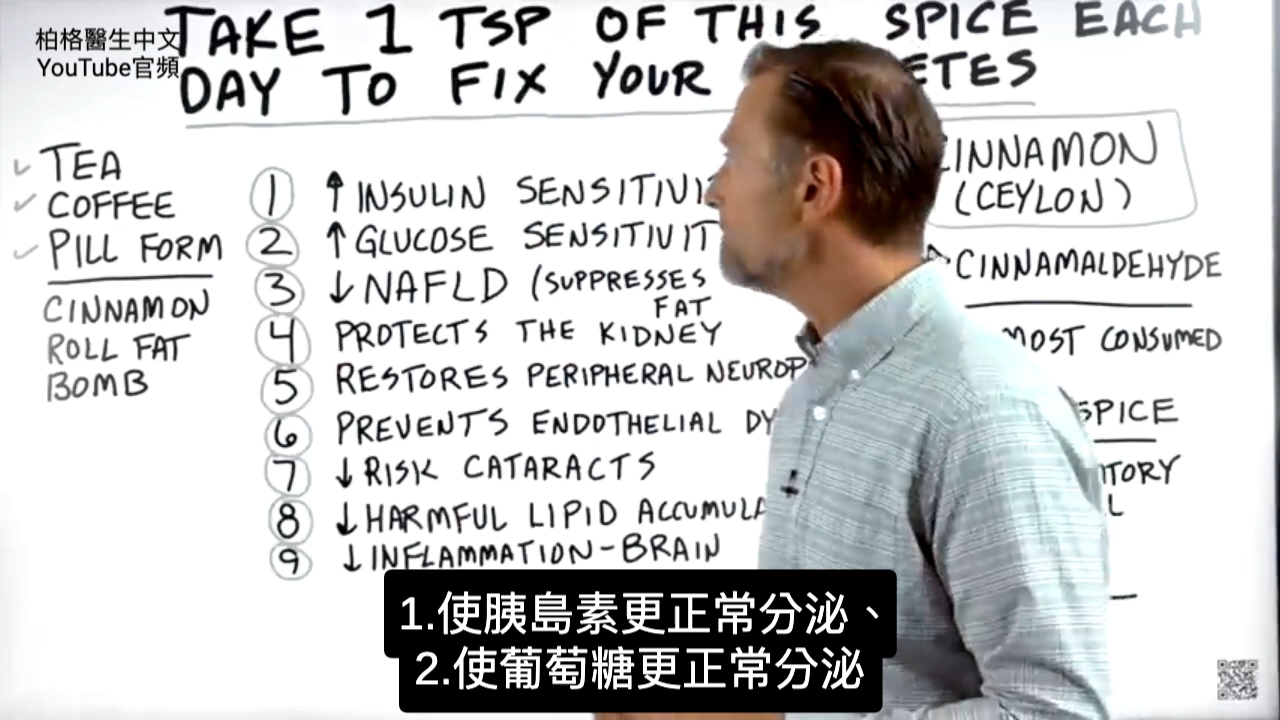 柏格醫生中文
YouTube官頻
TAKE 1 TSP OF THIS SPICE EACH
DAY TO FIX YOUR
TEA
COFFEE
PILL FORM
CINNAMON
ROLL FAT
BOMB
1 ↑ INSULIN
2 ↑ GLUCOSE
3 ↓ NAFLD (SUPPRESSES
FAT
4 PROTECTS THE KIDNEY
5 RESTORES PERIPHERAL
6 PREVENTS ENDOTHELIAL
7 ↓ RISK CATARACTS
8 ↓ HARMFUL LIPID
9 ↓ INFLAMMATION-BRAIN
CINNAMON
(CEYLON)
CINNAMALDEHYDE
MOST CONSUMED
SPICE
1.使胰島素更正常分泌、
2.使葡萄糖更正常分泌